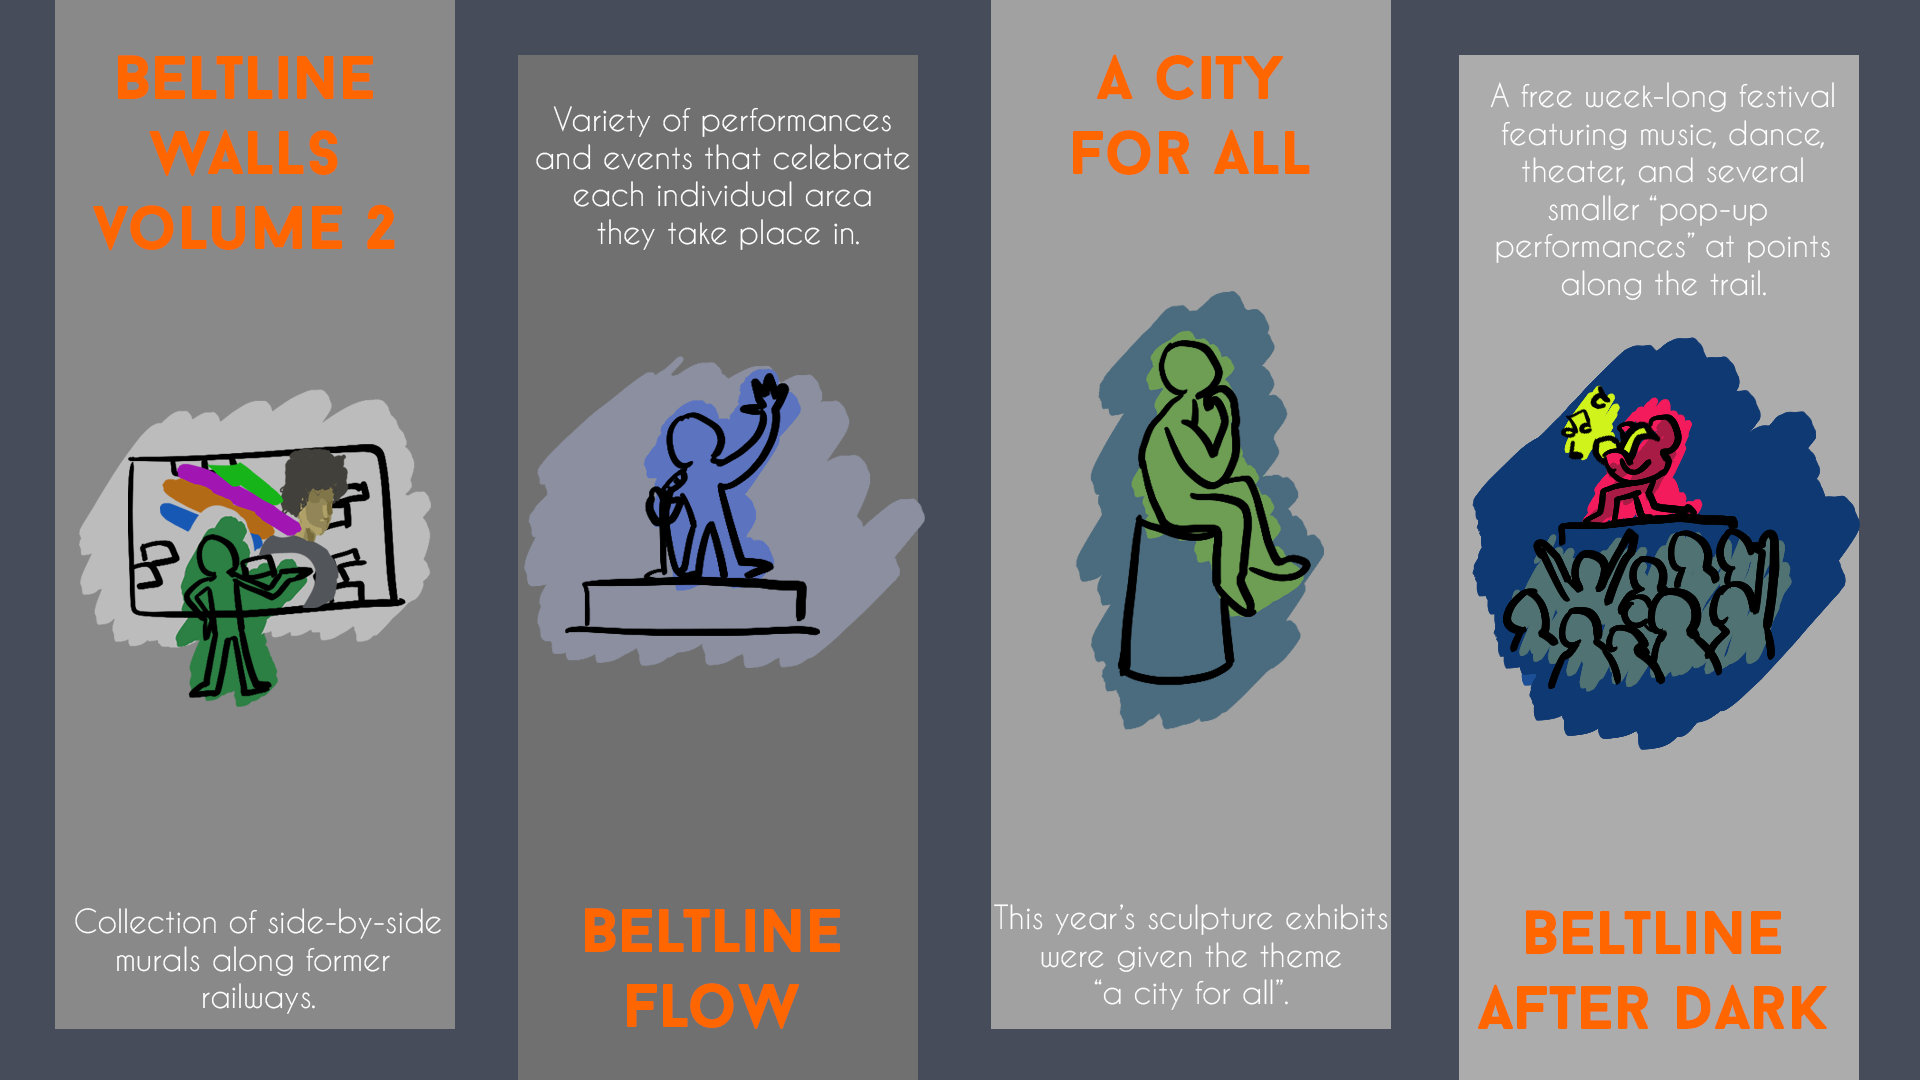 BELTLINE
WALLS
VOLUME 2
Collection of side-by-side
murals along former
railways.
Variety of performances
and events that celebrate
each individual area
they take place in.
BELTLINE
FLOW
A CITY
FOR ALL
This year's sculpture exhibits
were given the theme
"a city for all".
A free week-long festival
featuring music, dance,
theater, and several
smaller "pop-up
performances" at points
along the trail.
BELTLINE
AFTER DARK